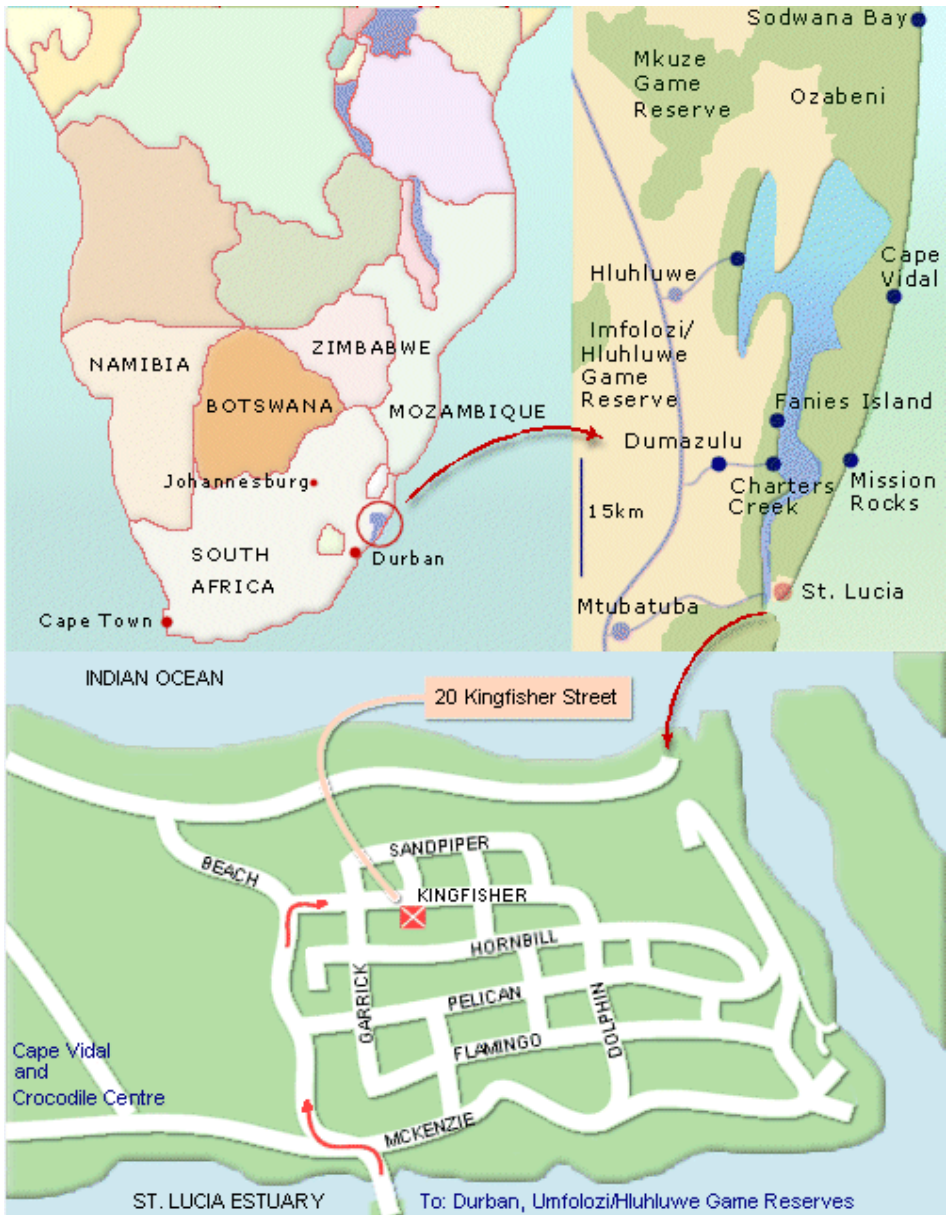 NAMIBIA
ZIMBABWE
BOTSWANA
MOZAMBIQUE
Johannesburg
SOUTH
AFRICA
Durban
Cape Town
Sodwana Bay
Mkuze
Game
Reserve
Ozabeni
Hluhluwe
Cape
Vidal
Imfolozi/
Hluhluwe
Game
Reserve
Fanies Island
Dumazulu
Charters
Creek
Mission
Rocks
15km
St. Lucia
Mtubatuba
INDIAN OCEAN
20 Kingfisher Street
BEACH
SANDPIPER
KINGFISHER
HORNBILL
GARRICK
PELICAN
DOLPHIN
FLAMINGO
MCKENZIE
Cape Vidal
and
Crocodile Centre
ST. LUCIA ESTUARY
To: Durban, Umfolozi/Hluhluwe Game Reserves